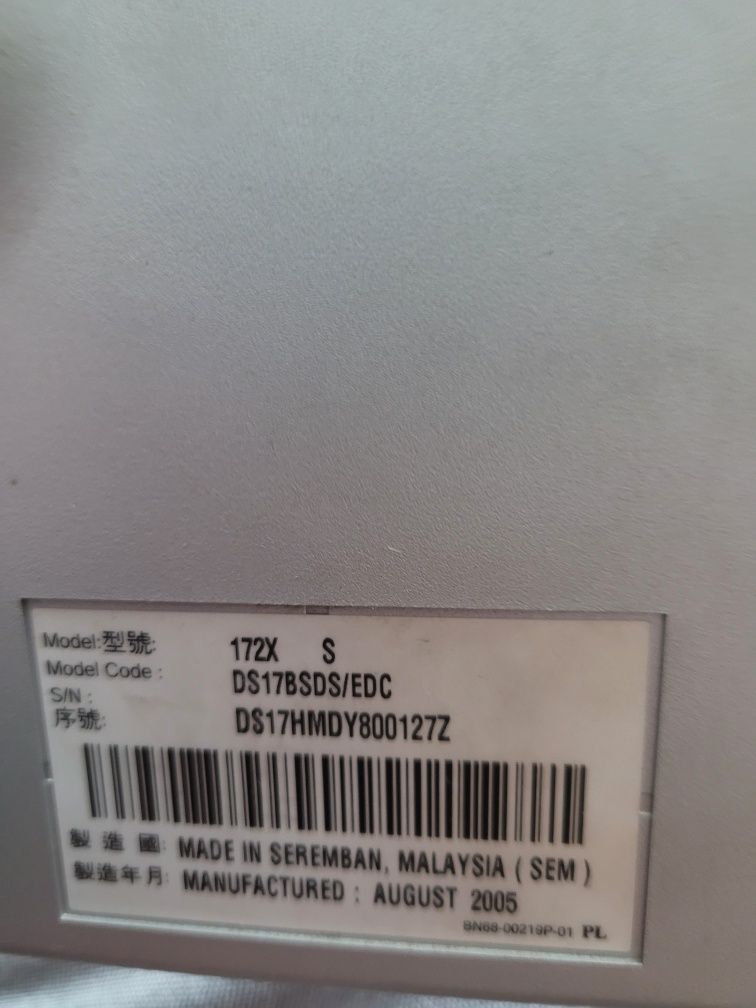 Model:型號: 172X S
Model Code : DS17BSDS/EDC
S/N :
序號: DS17HMDY800127Z
製 造 國: MADE IN SEREMBAN, MALAYSIA ( SEM )
製造年月: MANUFACTURED : AUGUST 2005
BN68-00219P-01 PL